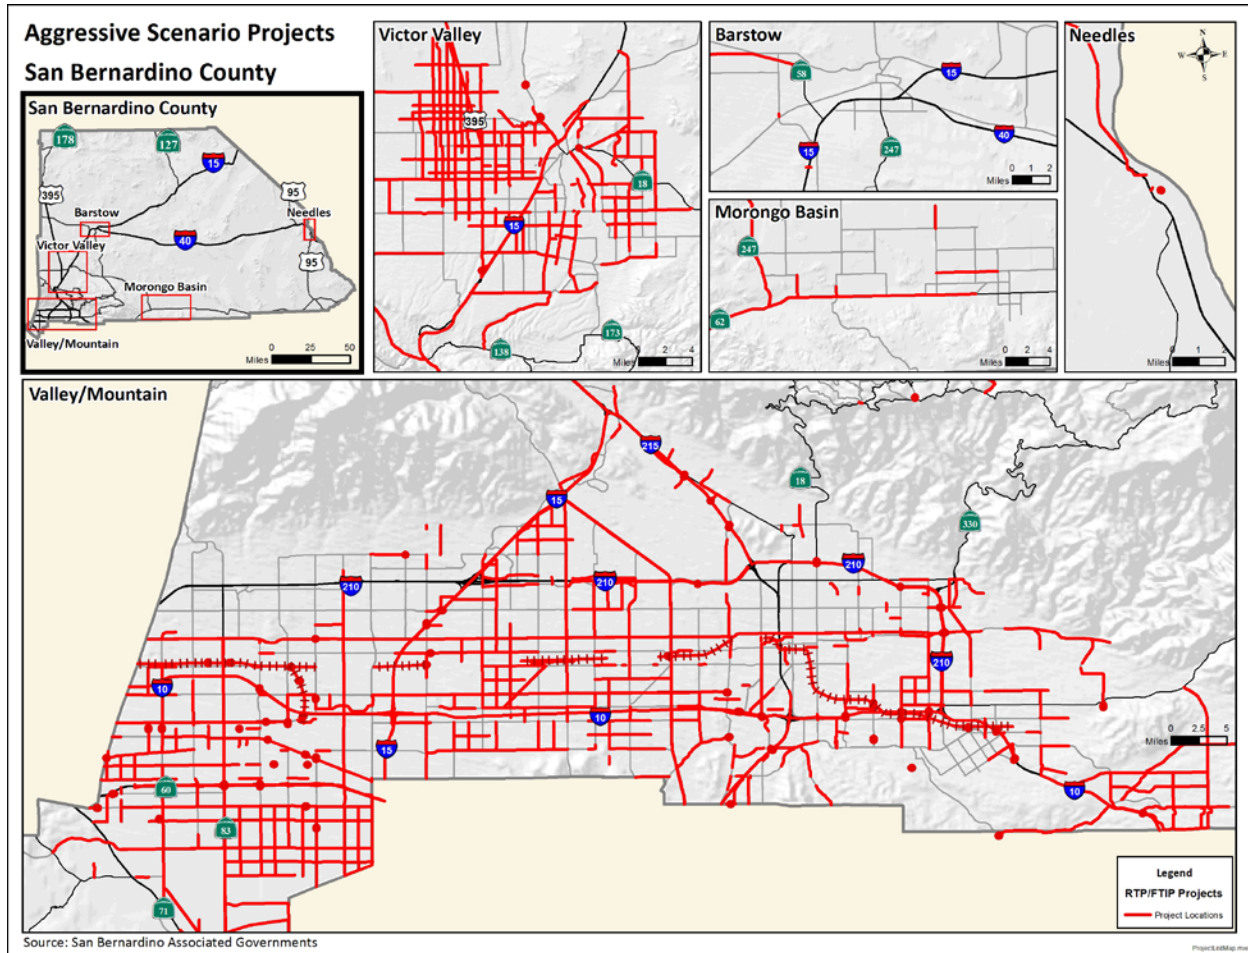 Aggressive Scenario Projects
San Bernardino County
San Bernardino County
178
127
15
395
95
Barstow
Needles
40
Victor Valley
95
Morongo Basin
Valley/Mountain
0 25 50
Miles
Victor Valley
395
18
15
173
138
0 2 4
Miles
Barstow
58
15
40
15
247
0 1 2
Miles
Morongo Basin
247
62
0 2 4
Miles
Needles
N
W E
S
0 1 2
Miles
Valley/Mountain
215
18
15
330
210
210
210
210
10
10
15
0 2.5 5
Miles
60
10
83
71
Legend
RTP/FTIP Projects
Project Locations
Source: San Bernardino Associated Governments